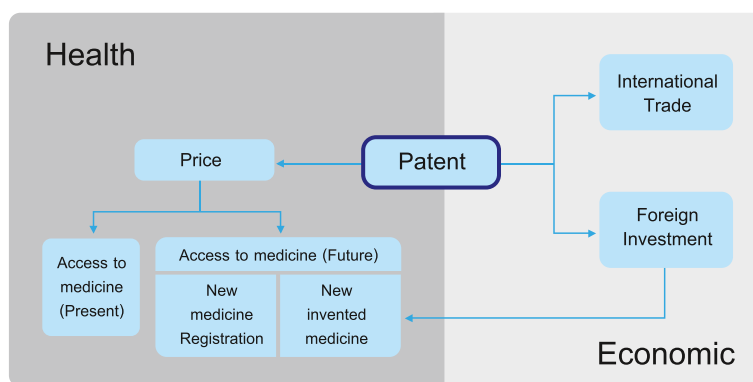 Health
International
Trade
Price
Patent
Foreign
Investment
Access to
medicine
(Present)
Access to medicine (Future)
New
medicine
Registration
New
invented
medicine
Economic